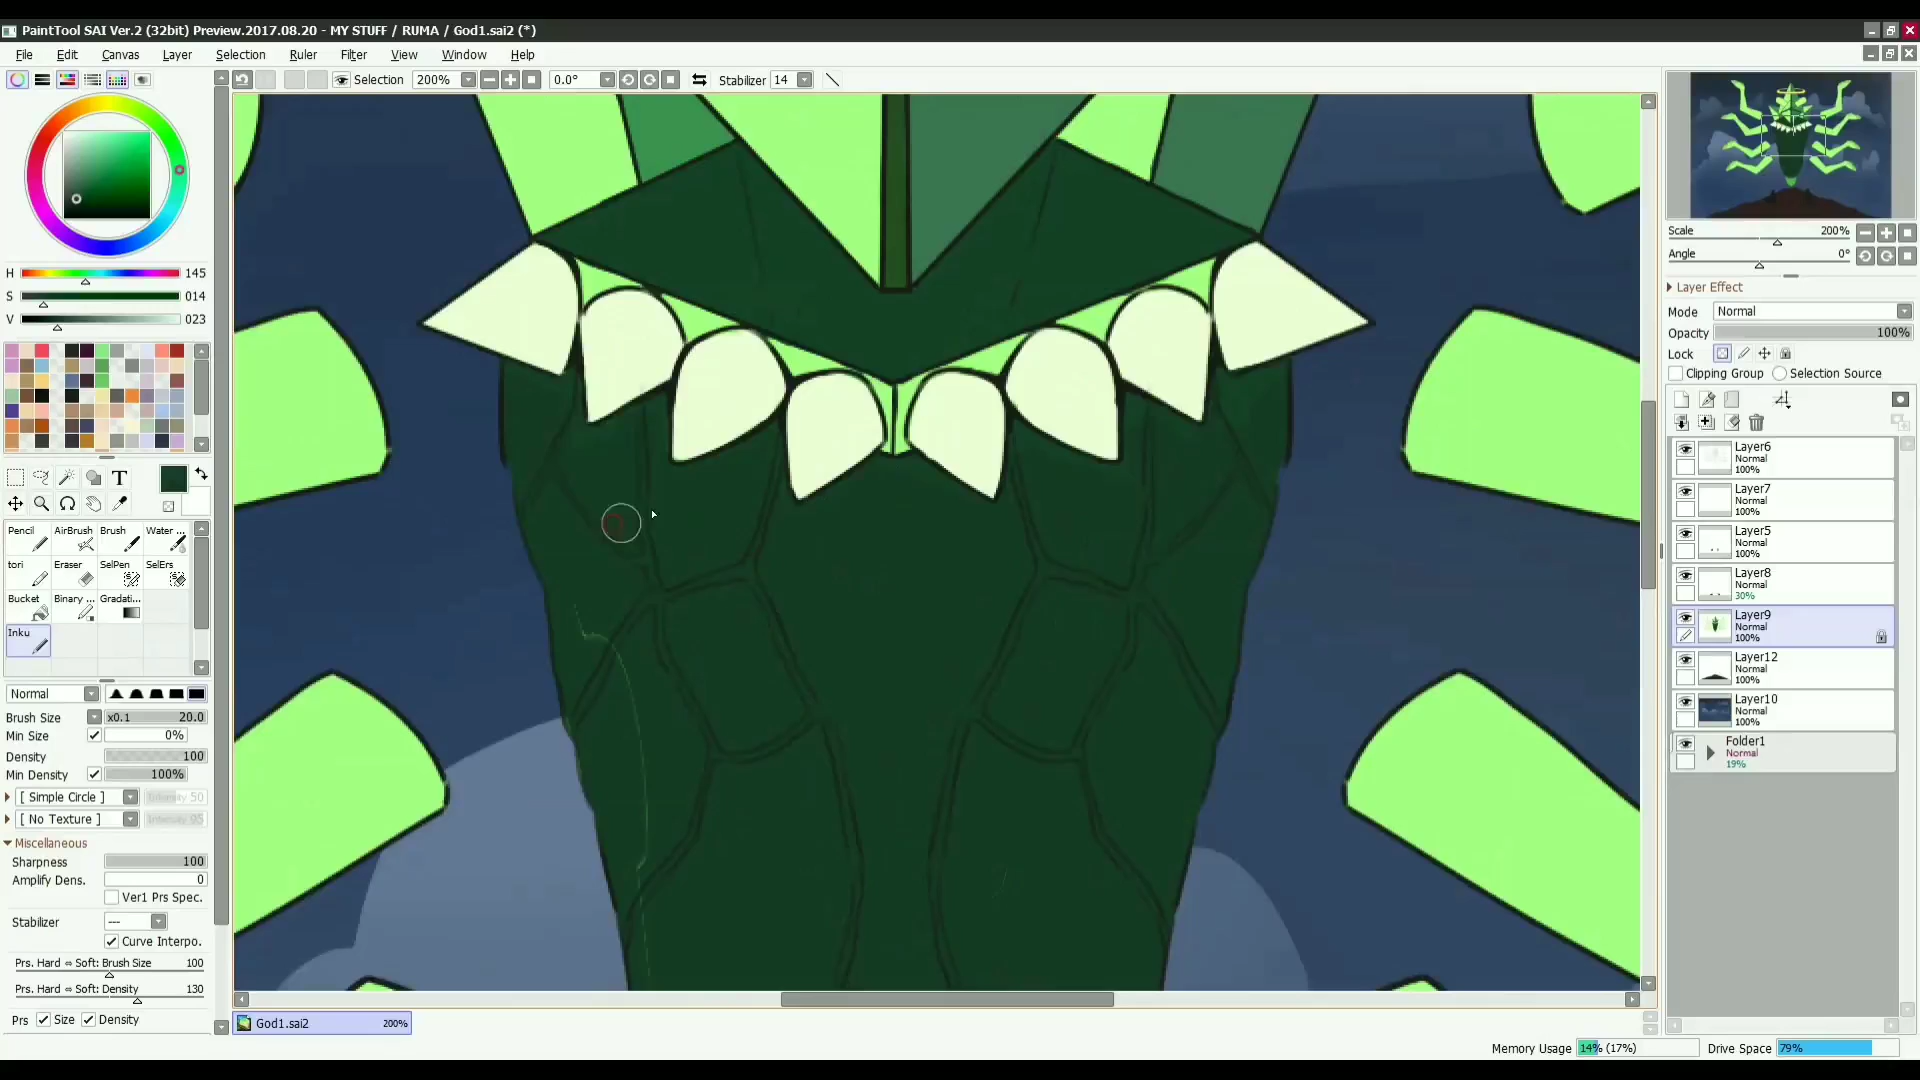 PaintTool SAI Ver.2 (32bit) Preview.2017.08.20 - MY STUFF / RUMA / God1.sai2 (*)
File Edit Canvas Layer Selection Ruler Filter View Window Help
Selection 200% 0.0° Stabilizer 14
H 145
S 014
V 023
T
Pencil AirBrush Brush Water ...
tori Eraser SelPen SelErs
Bucket Binary ... Gradati...
Inku
Normal
Brush Size x0.1 20.0
Min Size 0%
Density 100
Min Density 100%
[ Simple Circle ] Intensity 50
[ No Texture ] Intensity 95
Miscellaneous
Sharpness 100
Amplify Dens. 0
Ver1 Prs Spec.
Stabilizer ---
Curve Interpo.
Prs. Hard ⇔ Soft: Brush Size 100
Prs. Hard ⇔ Soft: Density 130
Prs Size Density
God1.sai2 200%
Scale 200%
Angle 0°
Layer Effect
Mode Normal
Opacity 100%
Lock
Clipping Group Selection Source
Layer6
Normal
100%
Layer7
Normal
100%
Layer5
Normal
100%
Layer8
Normal
30%
Layer9
Normal
100%
Layer12
Normal
100%
Layer10
Normal
100%
Folder1
Normal
19%
Memory Usage 14% (17%) Drive Space 79%